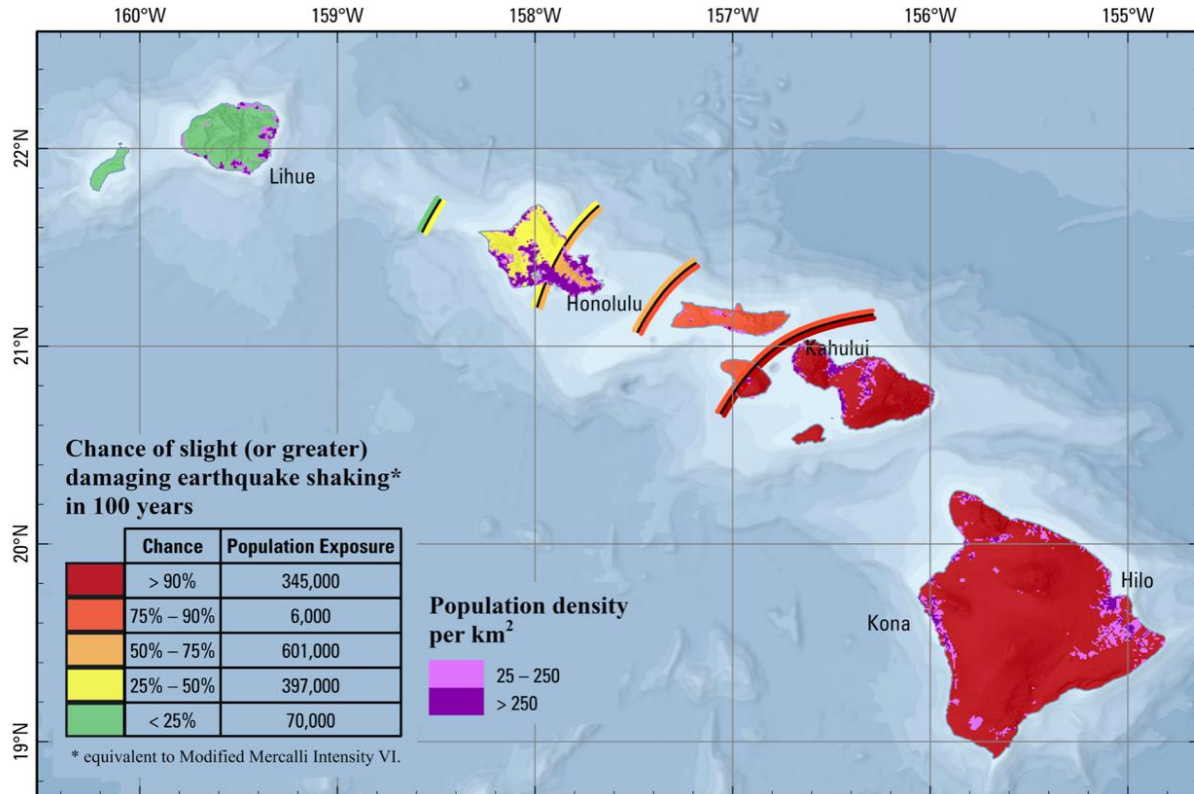 160°W 159°W 158°W 157°W 156°W 155°W
22°N
Lihue
21°N
Honolulu
Kahului
20°N
Hilo
Kona
19°N
Chance of slight (or greater)
damaging earthquake shaking*
in 100 years
Chance Population Exposure
> 90% 345,000
75% – 90% 6,000
50% – 75% 601,000
25% – 50% 397,000
< 25% 70,000
* equivalent to Modified Mercalli Intensity VI.
Population density
per km²
25 – 250
> 250